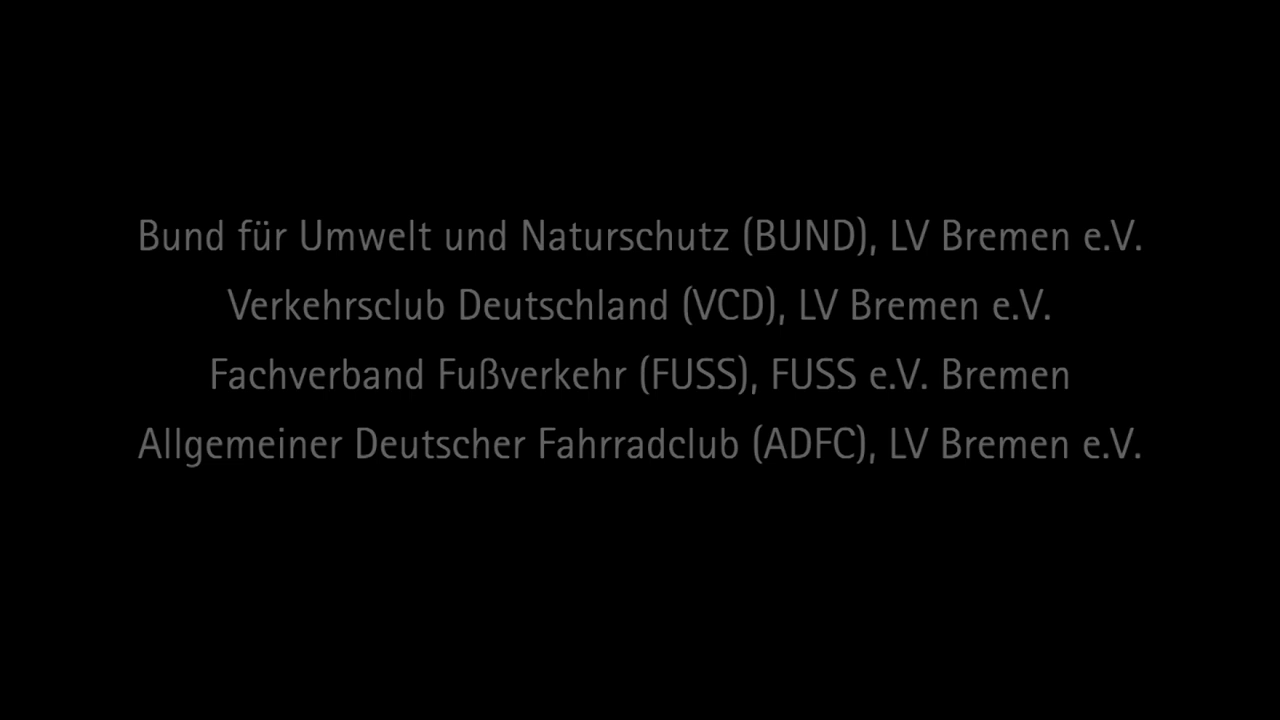 Bund für Umwelt und Naturschutz (BUND), LV Bremen e.V.
Verkehrsclub Deutschland (VCD), LV Bremen e.V.
Fachverband Fußverkehr (FUSS), FUSS e.V. Bremen
Allgemeiner Deutscher Fahrradclub (ADFC), LV Bremen e.V.